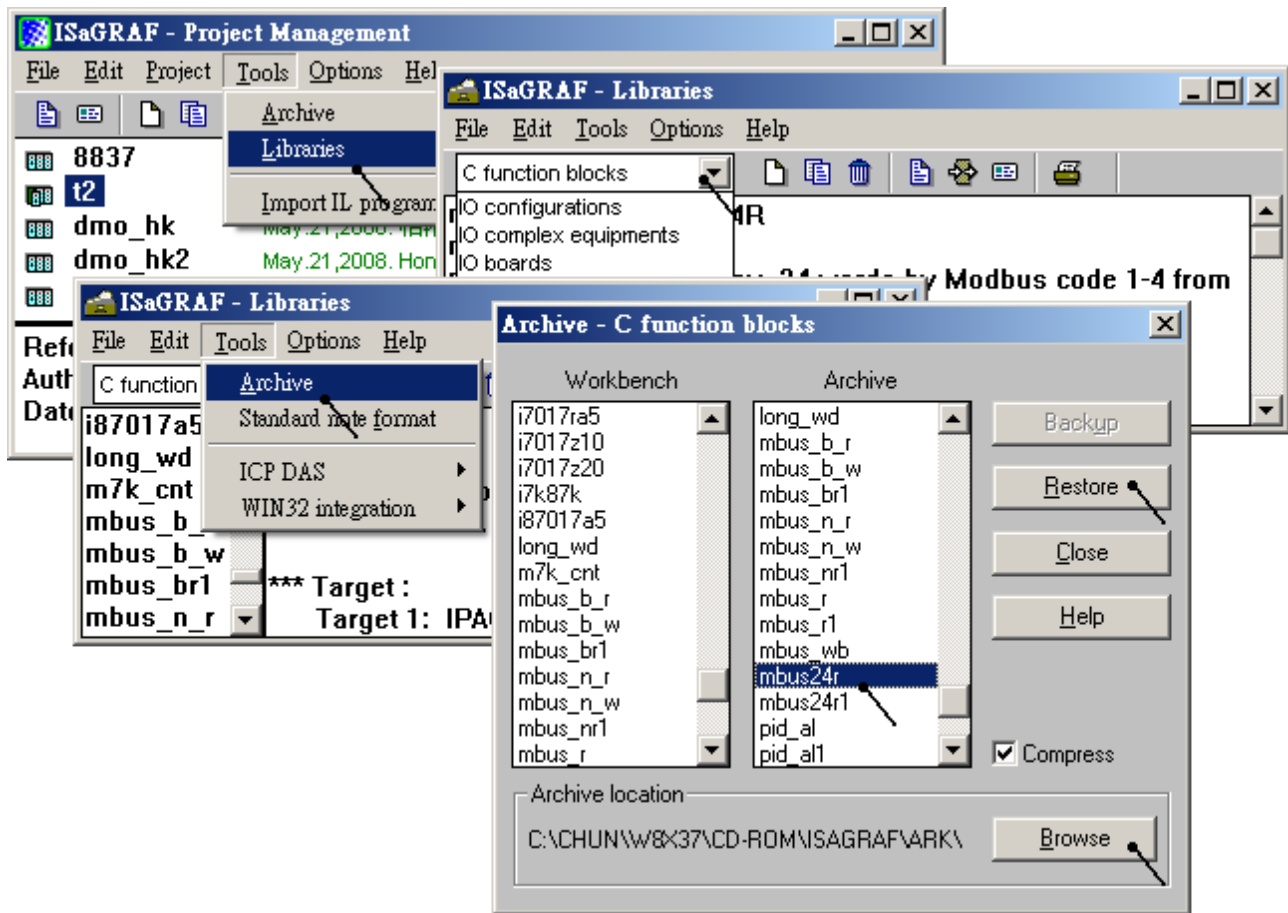 ISaGRAF - Project Management
File Edit Project Tools Options
Archive
Libraries
Import IL program
8837
t2
dmo_hk
May.21,2008.
dmo_hk2
May.21,2008. Hon
ISaGRAF - Libraries
File Edit Tools Options Help
C function blocks
IO configurations
IO complex equipments
IO boards
by Modbus code 1-4 from
ISaGRAF - Libraries
File Edit Tools Options Help
C function
Archive
Standard note format
ICP DAS
WIN32 integration
i87017a5
long_wd
m7k_cnt
mbus_b_
mbus_b_w
mbus_br1
mbus_n_r
*** Target :
Target 1:
Archive - C function blocks
Workbench
i7017ra5
i7017z10
i7017z20
i7k87k
i87017a5
long_wd
m7k_cnt
mbus_b_r
mbus_b_w
mbus_br1
mbus_n_r
mbus_n_w
mbus_nr1
mbus_r
Archive
long_wd
mbus_b_r
mbus_b_w
mbus_br1
mbus_n_r
mbus_n_w
mbus_nr1
mbus_r
mbus_r1
mbus_wb
mbus24r
mbus24r1
pid_al
pid_al1
Backup
Restore
Close
Help
Compress
Archive location
C:\CHUN\W8X37\CD-ROM\ISAGRAF\ARK\
Browse